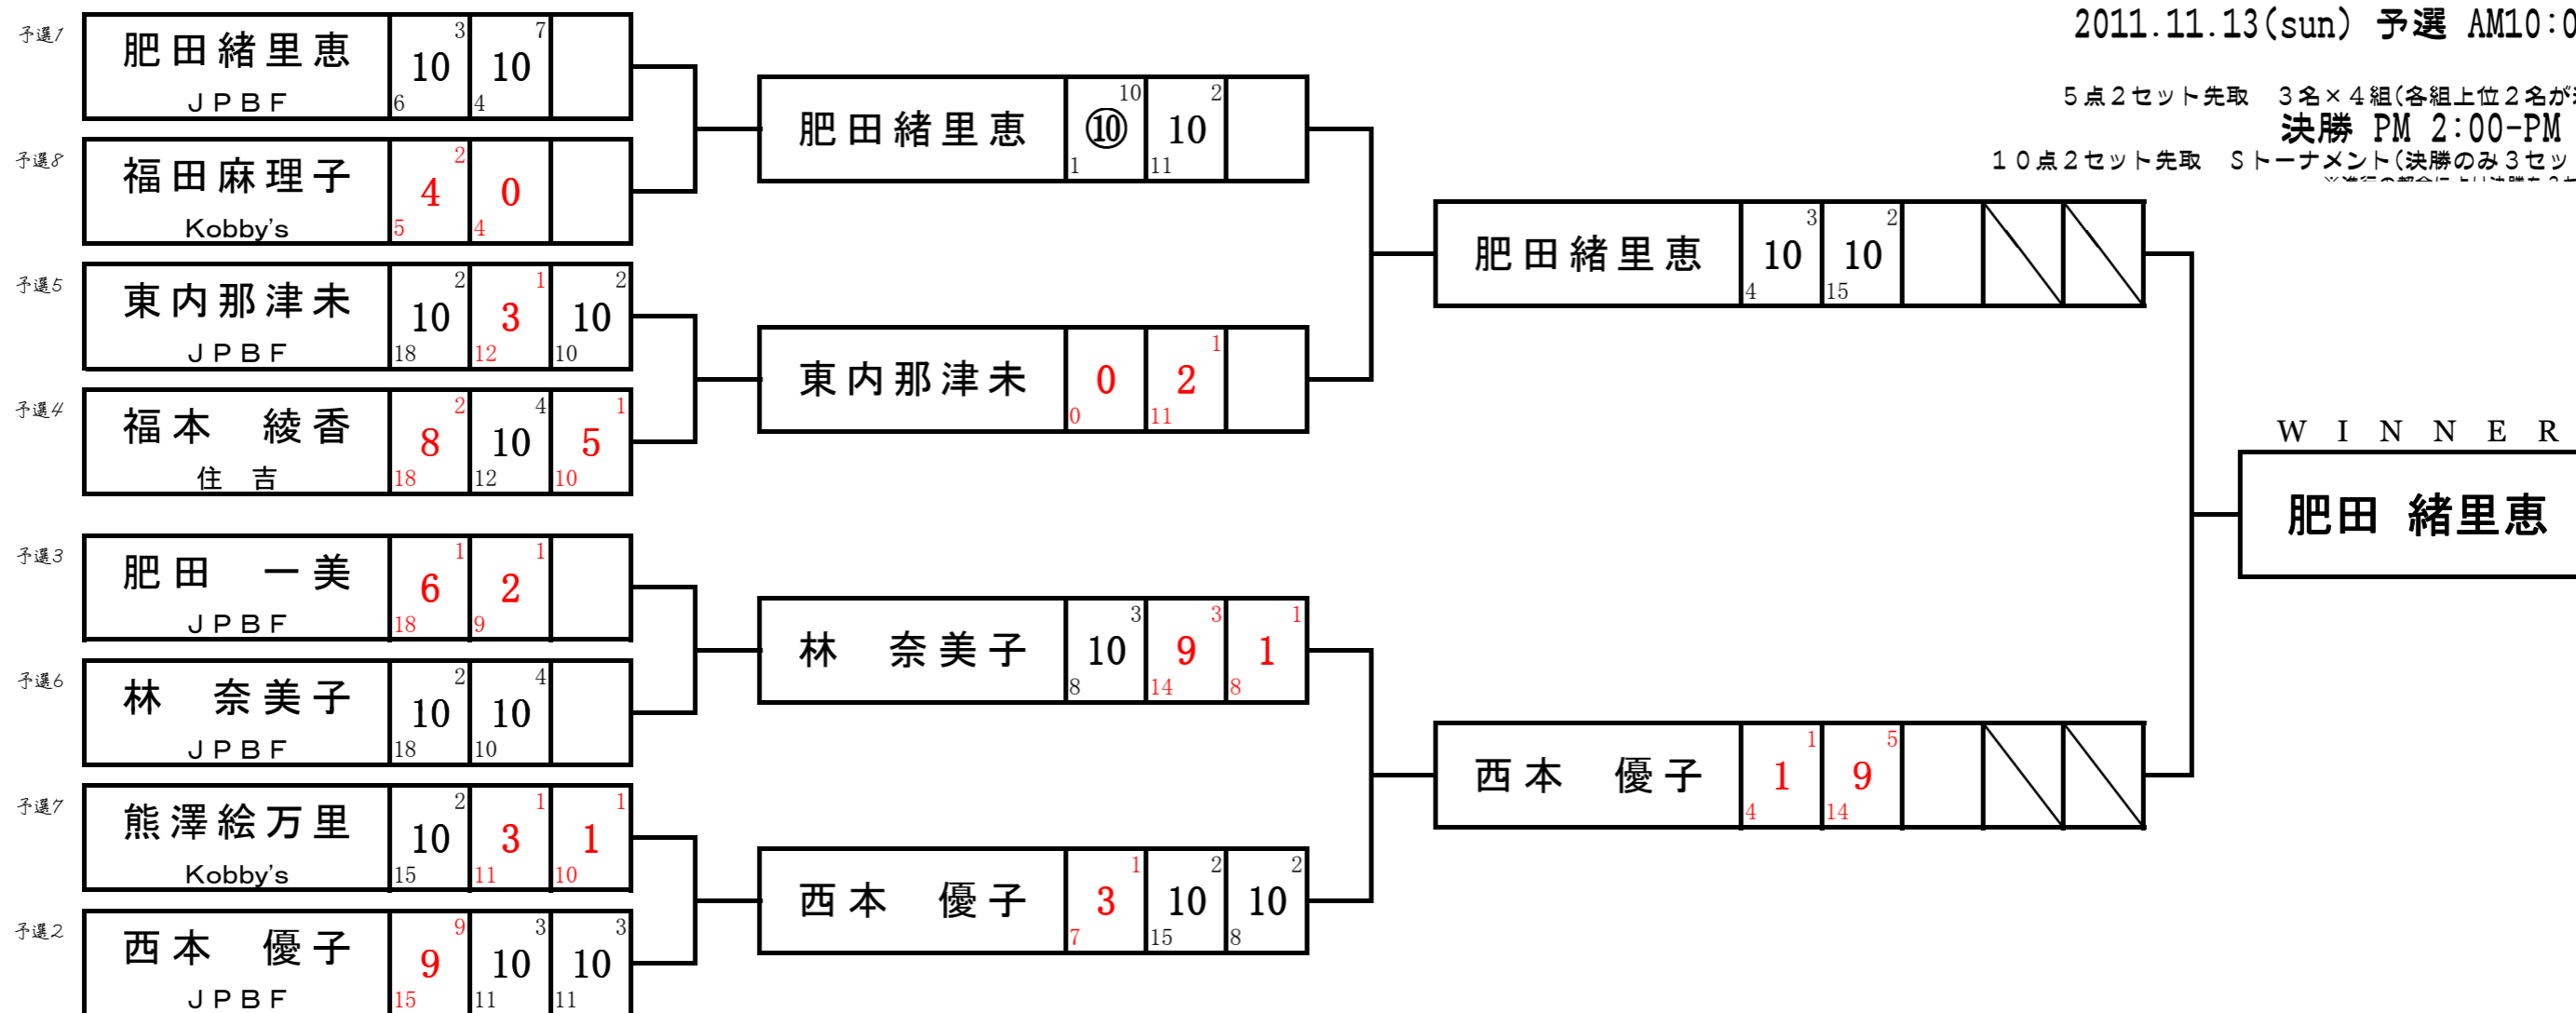 2011.11.13(sun) 予選 AM10:0
５点２セット先取　３名×４組(各組上位２名が
決勝 PM 2:00-PM
１０点２セット先取　Ｓトーナメント(決勝のみ３セッ
予選1
肥田緒里恵 3 7
10 10
ＪＰＢＦ 6 4
予選8
福田麻理子 2
4 0
Kobby's 5 4
予選5
東内那津未 2 1 2
10 3 10
ＪＰＢＦ 18 12 10
予選4
福本　綾香 2 4 1
8 10 5
住　吉 18 12 10
予選3
肥田　一美 1 1
6 2
ＪＰＢＦ 18 9
予選6
林　奈美子 2 4
10 10
ＪＰＢＦ 18 10
予選7
熊澤絵万里 2 1 1
10 3 1
Kobby's 15 11 10
予選2
西本　優子 9 3 3
9 10 10
ＪＰＢＦ 15 11 11
肥田緒里恵 10 2
⑩ 10
1 11
東内那津未 1
0 2
0 11
林　奈美子 3 3 1
10 9 1
8 14 8
西本　優子 1 2 2
3 10 10
7 15 8
肥田緒里恵 3 2
10 10
4 15
西本　優子 1 5
1 9
4 14
ＷＩＮＮＥＲ
肥田 緒里恵